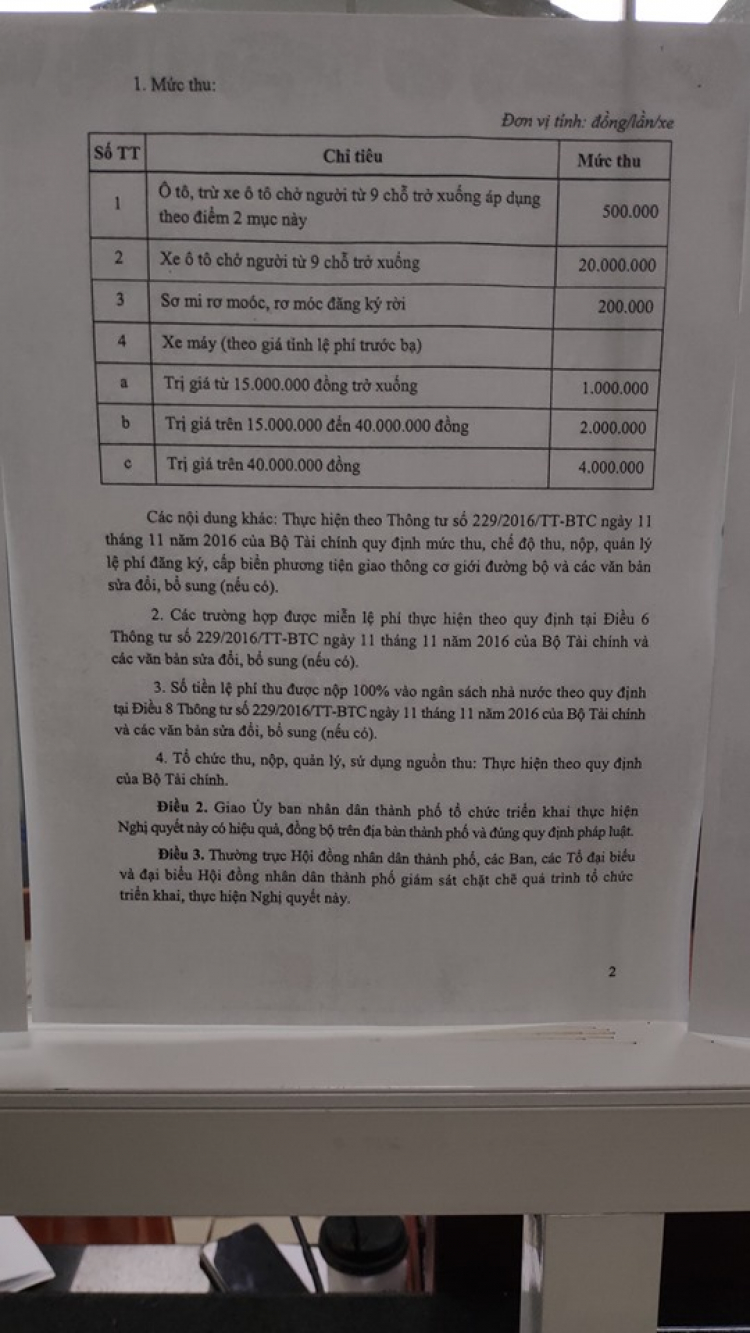 1. Mức thu:
Đơn vị tính: đồng/lần/xe
Số TT Chỉ tiêu Mức thu
1 Ô tô, trừ xe ô tô chở người từ 9 chỗ trở xuống áp dụng theo điểm 2 mục này 500.000
2 Xe ô tô chở người từ 9 chỗ trở xuống 20.000.000
3 Sơ mi rơ moóc, rơ móc đăng ký rời 200.000
4 Xe máy (theo giá tính lệ phí trước bạ)
a Trị giá từ 15.000.000 đồng trở xuống 1.000.000
b Trị giá trên 15.000.000 đến 40.000.000 đồng 2.000.000
c Trị giá trên 40.000.000 đồng 4.000.000
Các nội dung khác: Thực hiện theo Thông tư số 229/2016/TT-BTC ngày 11
tháng 11 năm 2016 của Bộ Tài chính quy định mức thu, chế độ thu, nộp, quản lý
lệ phí đăng ký, cấp biển phương tiện giao thông cơ giới đường bộ và các văn bản
sửa đổi, bổ sung (nếu có).
2. Các trường hợp được miễn lệ phí thực hiện theo quy định tại Điều 6
Thông tư số 229/2016/TT-BTC ngày 11 tháng 11 năm 2016 của Bộ Tài chính và
các văn bản sửa đổi, bổ sung (nếu có).
3. Số tiền lệ phí thu được nộp 100% vào ngân sách nhà nước theo quy định
tại Điều 8 Thông tư số 229/2016/TT-BTC ngày 11 tháng 11 năm 2016 của Bộ Tài chính
và các văn bản sửa đổi, bổ sung (nếu có).
4. Tổ chức thu, nộp, quản lý, sử dụng nguồn thu: Thực hiện theo quy định
của Bộ Tài chính.
Điều 2. Giao Ủy ban nhân dân thành phố tổ chức triển khai thực hiện
Nghị quyết này có hiệu quả, đồng bộ trên địa bàn thành phố và đúng quy định pháp luật.
Điều 3. Thường trực Hội đồng nhân dân thành phố, các Ban, các Tổ đại biểu
và đại biểu Hội đồng nhân dân thành phố giám sát chặt chẽ quá trình tổ chức
triển khai, thực hiện Nghị quyết này.
2